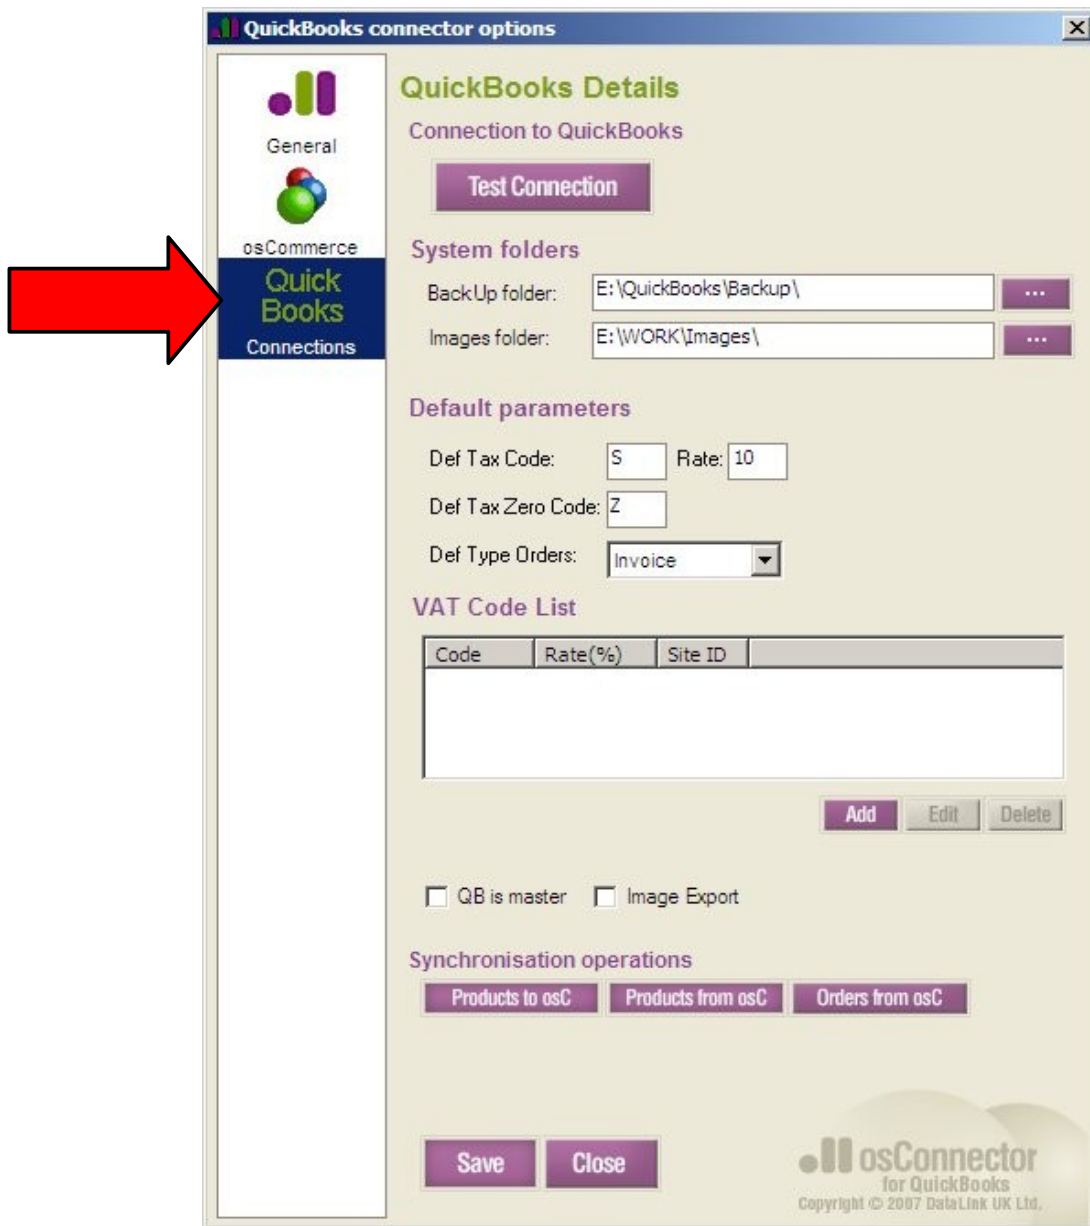 QuickBooks connector options
General
osCommerce
Quick
Books
Connections
QuickBooks Details
Connection to QuickBooks
Test Connection
System folders
BackUp folder: E:\QuickBooks\Backup\ ...
Images folder: E:\WORK\Images\ ...
Default parameters
Def Tax Code: S Rate: 10
Def Tax Zero Code: Z
Def Type Orders: Invoice
VAT Code List
Code Rate(%) Site ID
Add Edit Delete
QB is master Image Export
Synchronisation operations
Products to osC Products from osC Orders from osC
Save Close
osConnector
for QuickBooks
Copyright © 2007 DataLink UK Ltd.